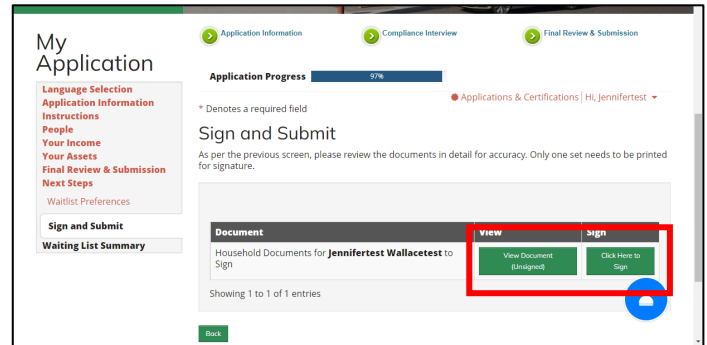 My
Application
Language Selection
Application Information
Instructions
People
Your Income
Your Assets
Final Review & Submission
Next Steps
Waitlist Preferences
Sign and Submit
Waiting List Summary
Application Information
Compliance Interview
Final Review & Submission
Application Progress
97%
Applications & Certifications
Hi, Jennifertest
* Denotes a required field
Sign and Submit
As per the previous screen, please review the documents in detail for accuracy. Only one set needs to be printed
for signature.
Document View Sign
Household Documents for Jennifertest Wallacetest to
Sign
View Document
(Unsigned)
Click Here to
Sign
Showing 1 to 1 of 1 entries
Back